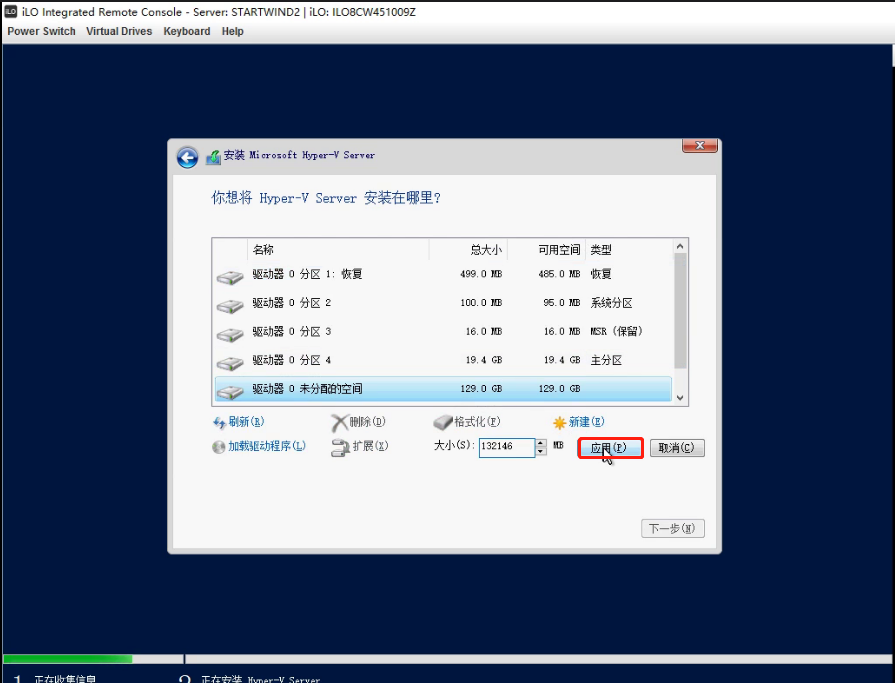 iLO iLO Integrated Remote Console - Server: STARTWIND2 | iLO: ILO8CW451009Z
Power Switch Virtual Drives Keyboard Help
安装 Microsoft Hyper-V Server
你想将 Hyper-V Server 安装在哪里?
名称 总大小 可用空间 类型
驱动器 0 分区 1: 恢复 499.0 MB 485.0 MB 恢复
驱动器 0 分区 2 100.0 MB 95.0 MB 系统分区
驱动器 0 分区 3 16.0 MB 16.0 MB MSR (保留)
驱动器 0 分区 4 19.4 GB 19.4 GB 主分区
驱动器 0 未分配的空间 129.0 GB 129.0 GB
刷新(R) 删除(D) 格式化(F) 新建(E)
加载驱动程序(L) 扩展(X) 大小(S): 132146 MB 应用(P) 取消(C)
下一步(N)
1 正在收集信息 2 正在安装 Hyper-V Server